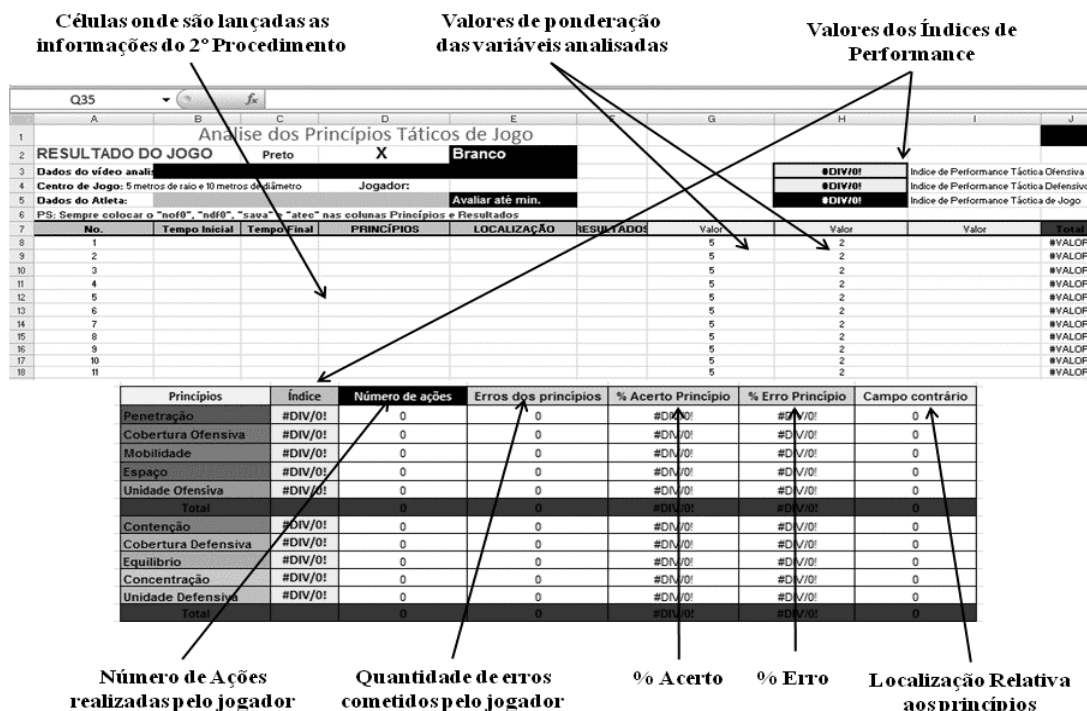 Células onde são lançadas as
informações do 2º Procedimento
Valores de ponderação
das variáveis analisadas
Valores dos Índices de
Performance
Q35 fx
A B C D E F G H I J
1 Análise dos Princípios Táticos de Jogo
2 RESULTADO DO JOGO Preto X Branco
3 Dados do vídeo analis #DIV/0! Indice de Performance Táctica Ofensiva
4 Centro de Jogo: 5 metros de raio e 10 metros de diâmetro Jogador: #DIV/0! Indice de Performance Táctica Defensiva
5 Dados do Atleta: Avaliar até min. #DIV/0! Indice de Performance Táctica de Jogo
6 PS: Sempre colocar o "nof0", "ndf0", "sava" e "atec" nas colunas Princípios e Resultados
7 No. Tempo Inicial Tempo Final PRINCÍPIOS LOCALIZAÇÃO RESULTADOS Valor Valor Valor Total
8 1 5 2 #VALOR
9 2 5 2 #VALOR
10 3 5 2 #VALOR
11 4 5 2 #VALOR
12 5 5 2 #VALOR
13 6 5 2 #VALOR
14 7 5 2 #VALOR
15 8 5 2 #VALOR
16 9 5 2 #VALOR
17 10 5 2 #VALOR
18 11 5 2 #VALOR
Princípios Índice Número de ações Erros dos princípios % Acerto Principio % Erro Principio Campo contrário
Penetração #DIV/0! 0 0 #DIV/0! #DIV/0! 0
Cobertura Ofensiva #DIV/0! 0 0 #DIV/0! #DIV/0! 0
Mobilidade #DIV/0! 0 0 #DIV/0! #DIV/0! 0
Espaço #DIV/0! 0 0 #DIV/0! #DIV/0! 0
Unidade Ofensiva #DIV/0! 0 0 #DIV/0! #DIV/0! 0
Total 0 0 #DIV/0! #DIV/0! 0
Contenção #DIV/0! 0 0 #DIV/0! #DIV/0! 0
Cobertura Defensiva #DIV/0! 0 0 #DIV/0! #DIV/0! 0
Equilibrio #DIV/0! 0 0 #DIV/0! #DIV/0! 0
Concentração #DIV/0! 0 0 #DIV/0! #DIV/0! 0
Unidade Defensiva #DIV/0! 0 0 #DIV/0! #DIV/0! 0
Total 0 0 #DIV/0! #DIV/0! 0
Número de Ações
realizadas pelo jogador
Quantidade de erros
cometidos pelo jogador
% Acerto
% Erro
Localização Relativa
aos princípios